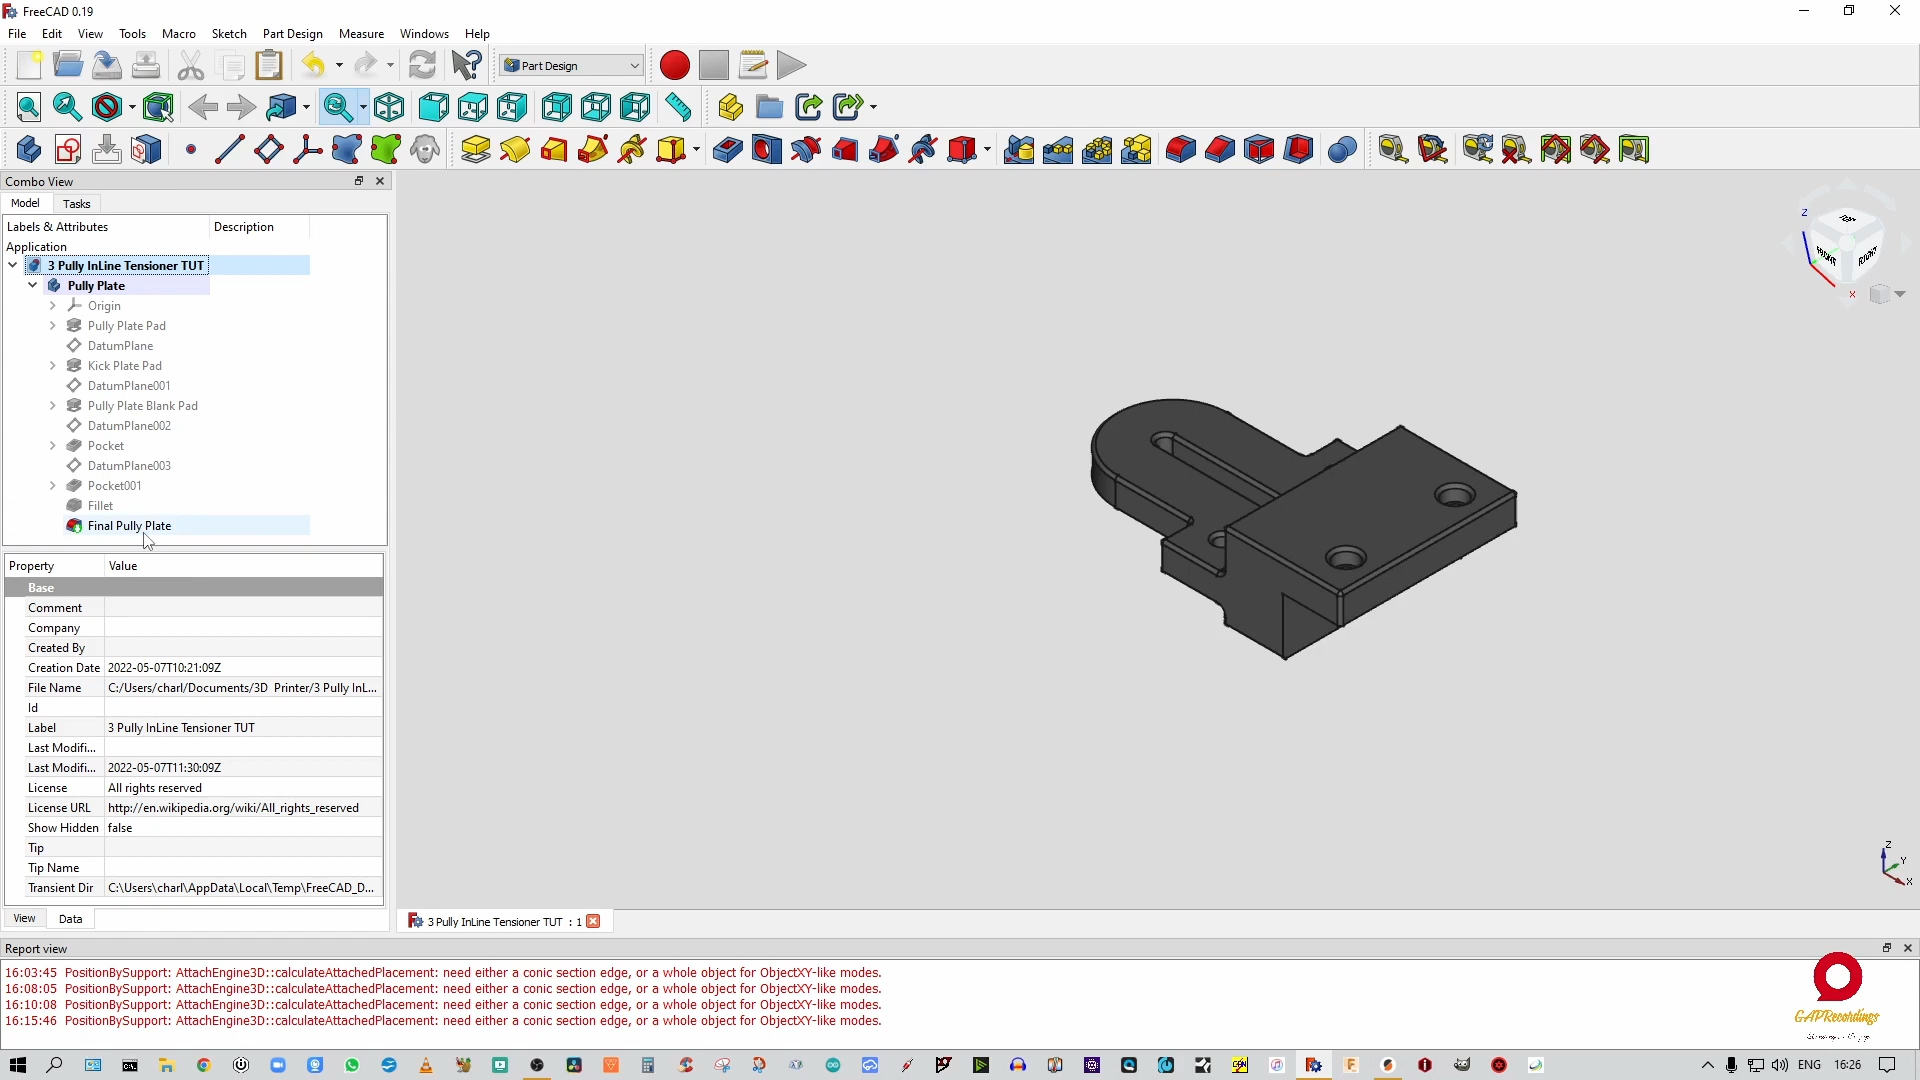 FreeCAD 0.19
File Edit View Tools Macro Sketch Part Design Measure Windows Help
Part Design
Combo View
Model Tasks
Labels & Attributes Description
Application
3 Pully InLine Tensioner TUT
Pully Plate
Origin
Pully Plate Pad
DatumPlane
Kick Plate Pad
DatumPlane001
Pully Plate Blank Pad
DatumPlane002
Pocket
DatumPlane003
Pocket001
Fillet
Final Pully Plate
Property Value
Base
Comment
Company
Created By
Creation Date 2022-05-07T10:21:09Z
File Name C:/Users/charl/Documents/3D Printer/3 Pully InL...
Id
Label 3 Pully InLine Tensioner TUT
Last Modifi...
Last Modifi... 2022-05-07T11:30:09Z
License All rights reserved
License URL http://en.wikipedia.org/wiki/All_rights_reserved
Show Hidden false
Tip
Tip Name
Transient Dir C:\Users\charl\AppData\Local\Temp\FreeCAD_D...
View Data
Z
TOP
FRONT RIGHT
X
Z
Y
X
3 Pully InLine Tensioner TUT : 1
Report view
16:03:45 PositionBySupport: AttachEngine3D::calculateAttachedPlacement: need either a conic section edge, or a whole object for ObjectXY-like modes.
16:08:05 PositionBySupport: AttachEngine3D::calculateAttachedPlacement: need either a conic section edge, or a whole object for ObjectXY-like modes.
16:10:08 PositionBySupport: AttachEngine3D::calculateAttachedPlacement: need either a conic section edge, or a whole object for ObjectXY-like modes.
16:15:46 PositionBySupport: AttachEngine3D::calculateAttachedPlacement: need either a conic section edge, or a whole object for ObjectXY-like modes.
GAPRecordings
ENG 16:26